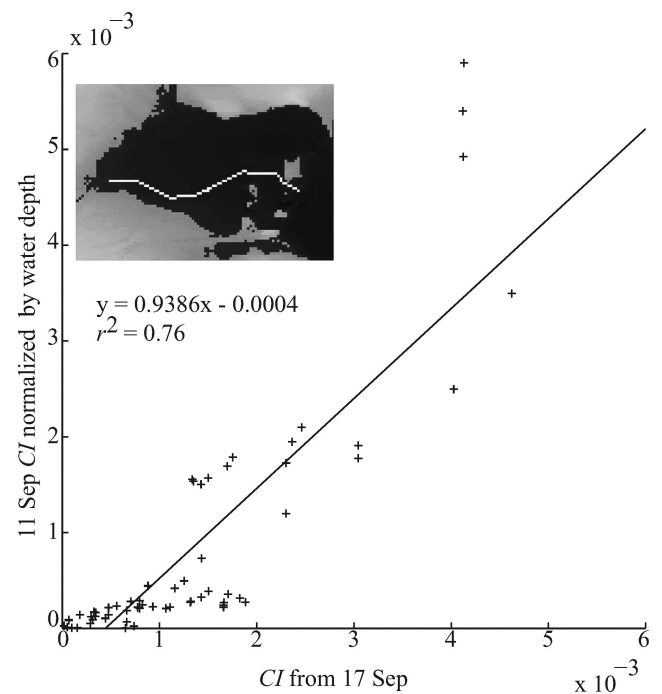 x 10⁻³
6
5
4
3
2
1
0
11 Sep CI normalized by water depth
y = 0.9386x - 0.0004
r² = 0.76
0 1 2 3 4 5 6
CI from 17 Sep
x 10⁻³